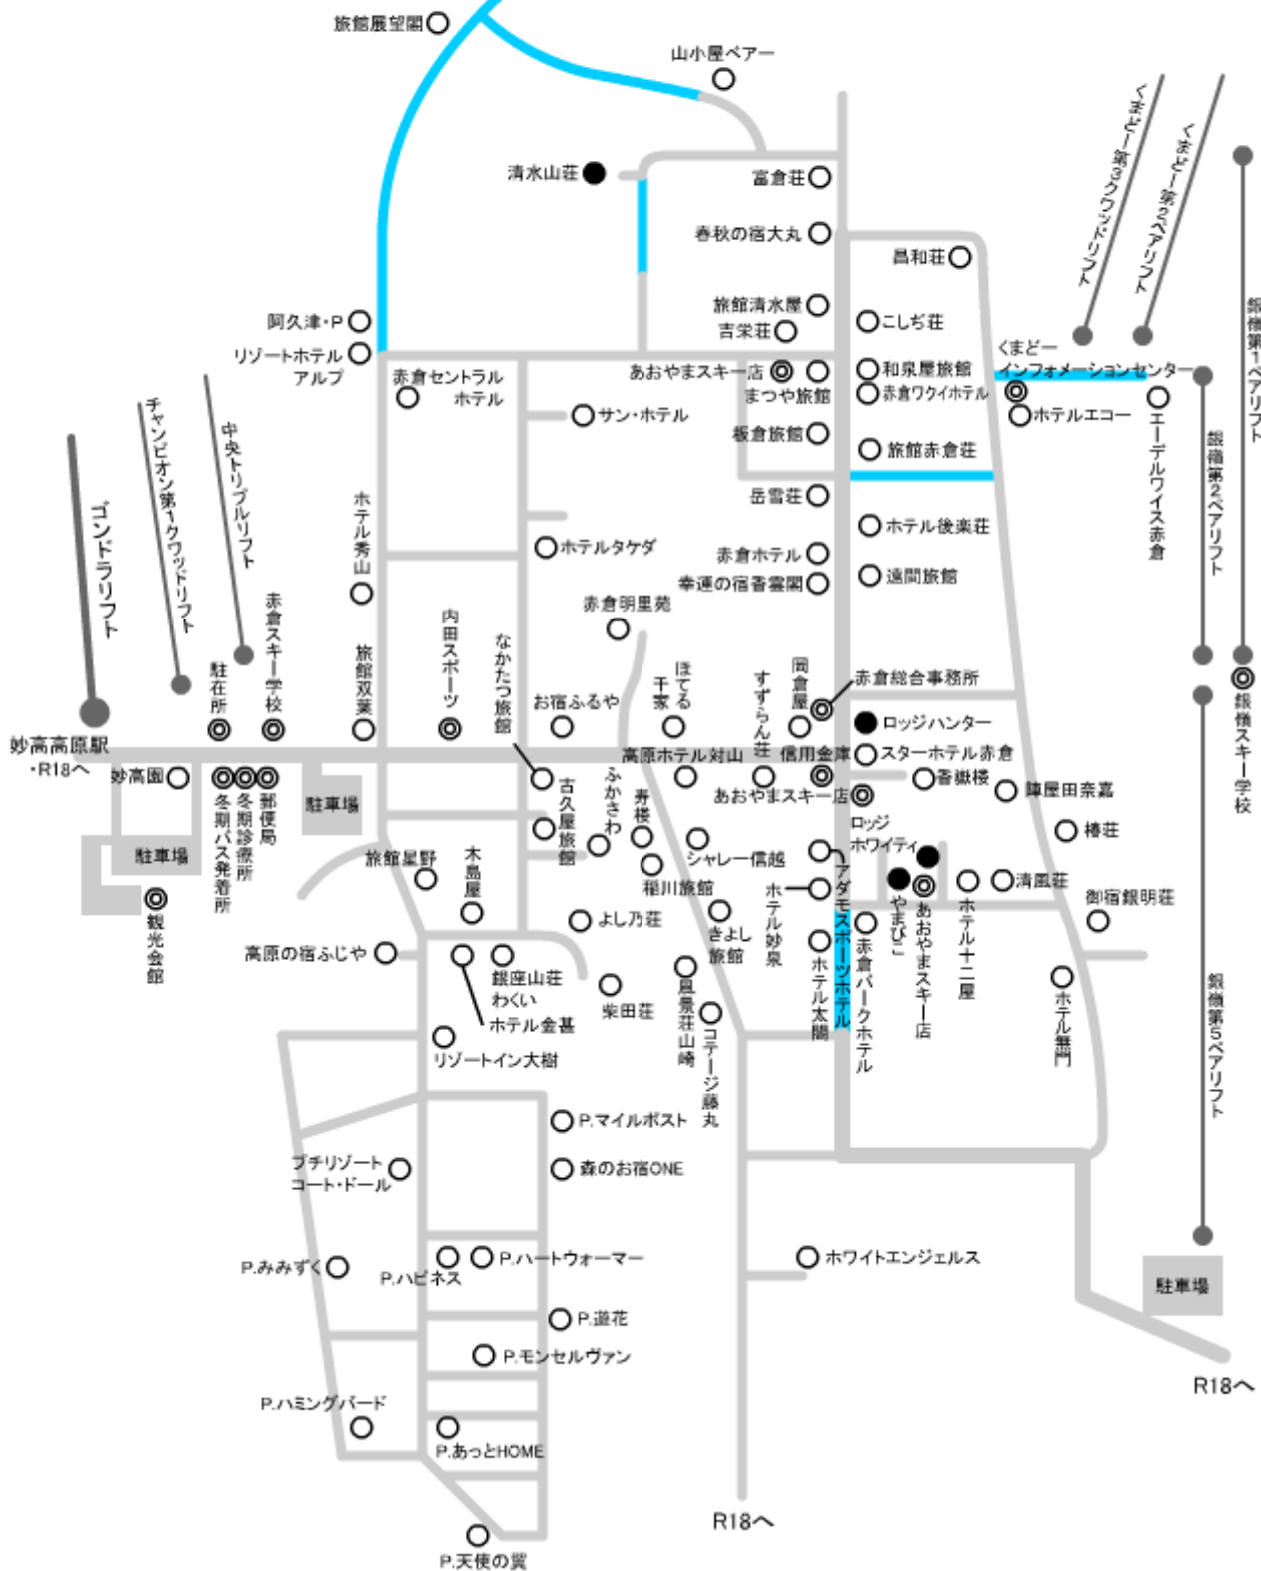 旅館展望閣
山小屋ベアー
清水山荘
富倉荘
春秋の宿大丸
昌和荘
くまどー第3クワッドリフト
くまどー第2ペアリフト
銀嶺第1ペアリフト
旅館清水屋
吉栄荘
こしぢ荘
阿久津・P
リゾートホテル
アルプ
赤倉セントラル
ホテル
あおやまスキー店
まつや旅館
和泉屋旅館
赤倉ワクイホテル
くまどー
インフォメーションセンター
ホテルエコー
エーデルワイス赤倉
銀嶺第2ペアリフト
サン・ホテル
板倉旅館
旅館赤倉荘
岳雪荘
ゴンドラリフト
チャンピオン第1クワッドリフト
中央トリプルリフト
ホテル秀山
ホテルタケダ
ホテル後楽荘
赤倉ホテル
幸運の宿香雲閣
遠間旅館
赤倉明里苑
駐在所
赤倉スキー学校
旅館双葉
内田スポーツ
なかたつ旅館
お宿ふるや
ほてる
千家
すずらん荘
岡倉屋
赤倉総合事務所
ロッジハンター
銀嶺スキー学校
妙高高原駅
・R18へ
妙高園
冬期バス発着所
冬期診療所
郵便局
駐車場
駐車場
観光会館
高原ホテル対山
信用金庫
スターホテル赤倉
あおやまスキー店
香嶽楼
陣屋田奈嘉
古久屋旅館
ふかさわ
寿楼
ロッジ
ホワイティ
椿荘
旅館星野
木島屋
稲川旅館
シャレー信越
アダモスポーツホテル
ホテル妙泉
やまびこ
あおやまスキー店
ホテル十二屋
清風荘
御宿銀明荘
よし乃荘
きよし
旅館
高原の宿ふじや
銀座山荘
わくい
ホテル金甚
柴田荘
風景荘山崎
コテージ藤丸
ホテル太閤
赤倉パークホテル
ホテル無門
銀嶺第5ペアリフト
リゾートイン大樹
P.マイルポスト
プチリゾート
コート・ドール
森のお宿ONE
P.みみずく
P.ハピネス
P.ハートウォーマー
ホワイトエンジェルス
駐車場
P.遊花
P.モンセルヴァン
R18へ
P.ハミングバード
P.あっとHOME
R18へ
P.天使の翼